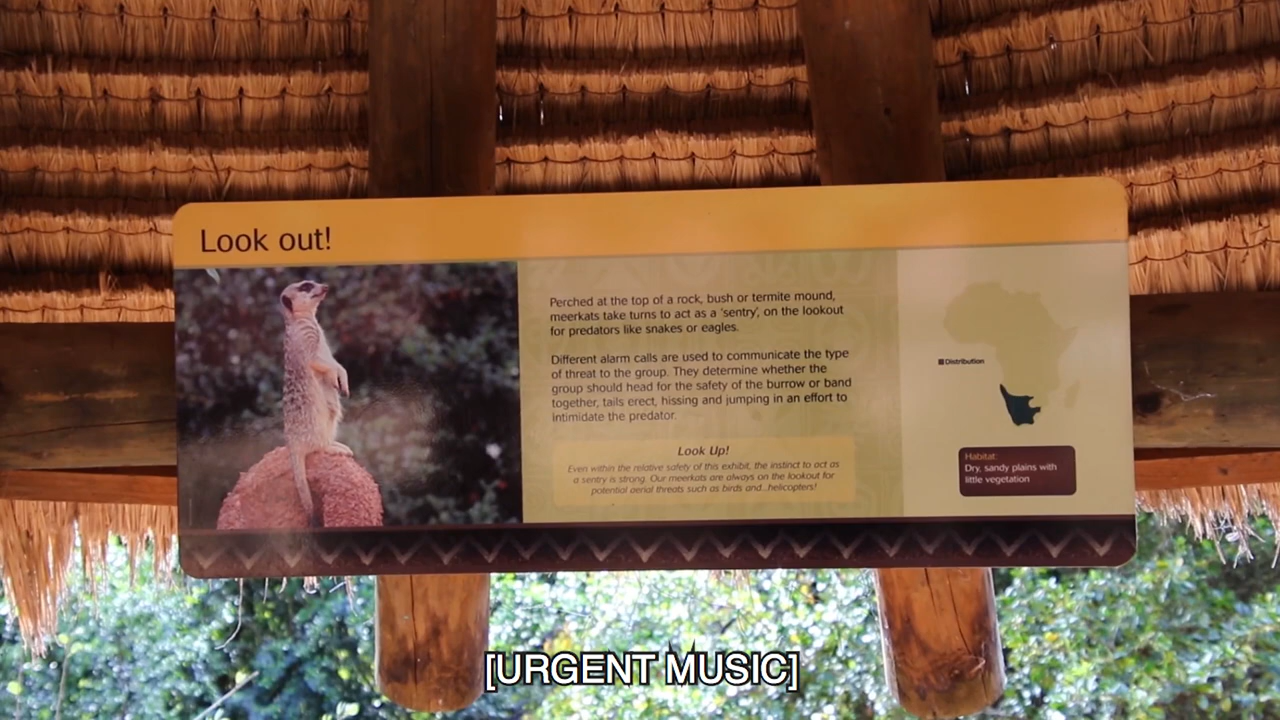 Look out!
Perched at the top of a rock, bush or termite mound,
meerkats take turns to act as a 'sentry', on the lookout
for predators like snakes or eagles.
Different alarm calls are used to communicate the type
of threat to the group. They determine whether the
group should head for the safety of the burrow or band
together, tails erect, hissing and jumping in an effort to
intimidate the predator.
Look Up!
Even within the relative safety of this exhibit, the instinct to act as
a sentry is strong. Our meerkats are always on the lookout for
potential aerial threats such as birds and...helicopters!
Distribution
Habitat:
Dry, sandy plains with
little vegetation
[URGENT MUSIC]